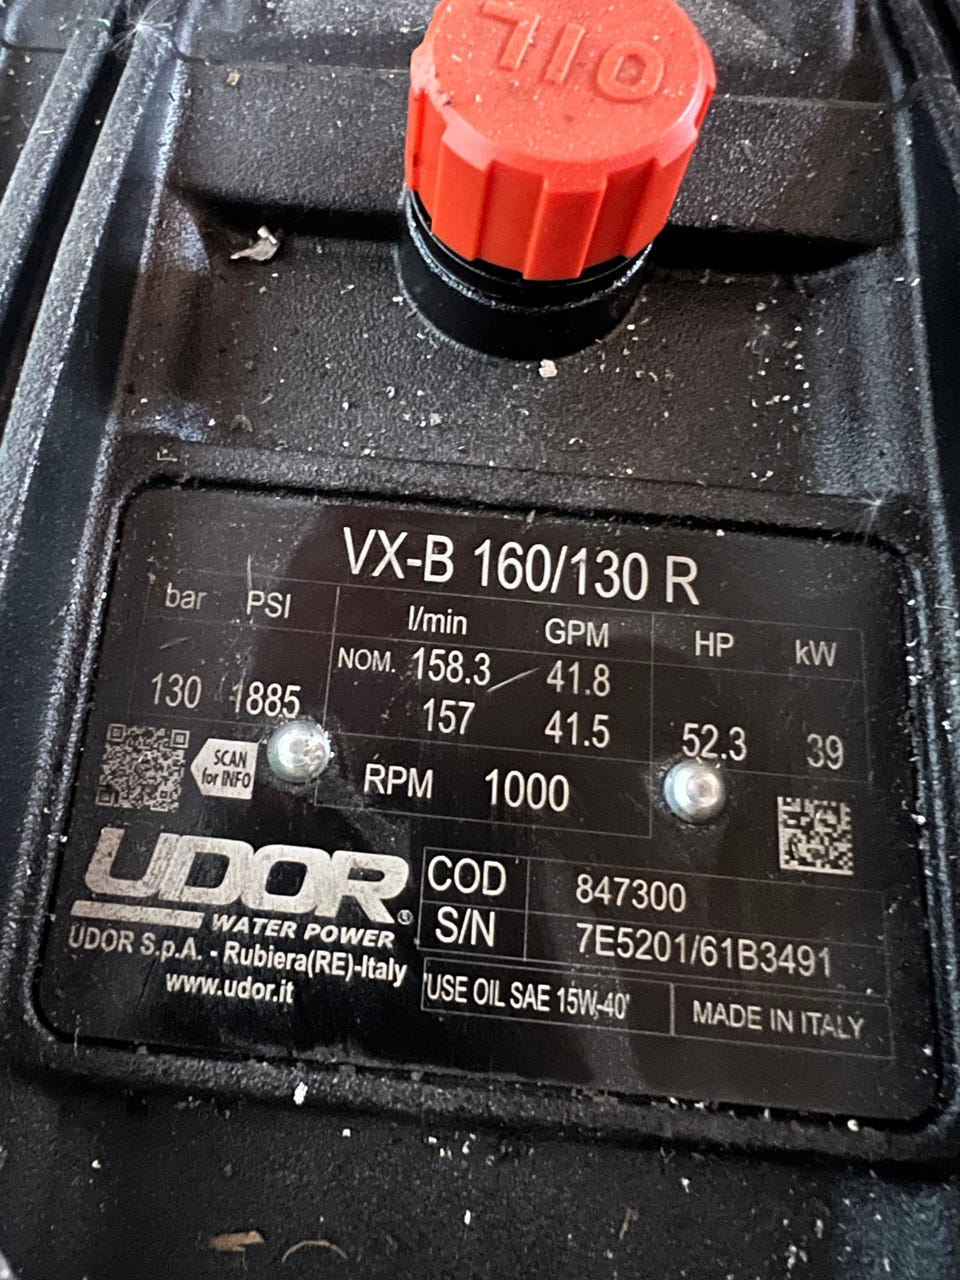 OIL
VX-B 160/130 R
bar PSI l/min GPM HP kW
NOM. 158.3 41.8
130 1885 157 41.5 52.3 39
SCAN
for INFO
RPM 1000
UDOR®
WATER POWER
UDOR S.p.A. - Rubiera(RE)-Italy
www.udor.it
COD 847300
S/N 7E5201/61B3491
'USE OIL SAE 15W-40'
MADE IN ITALY